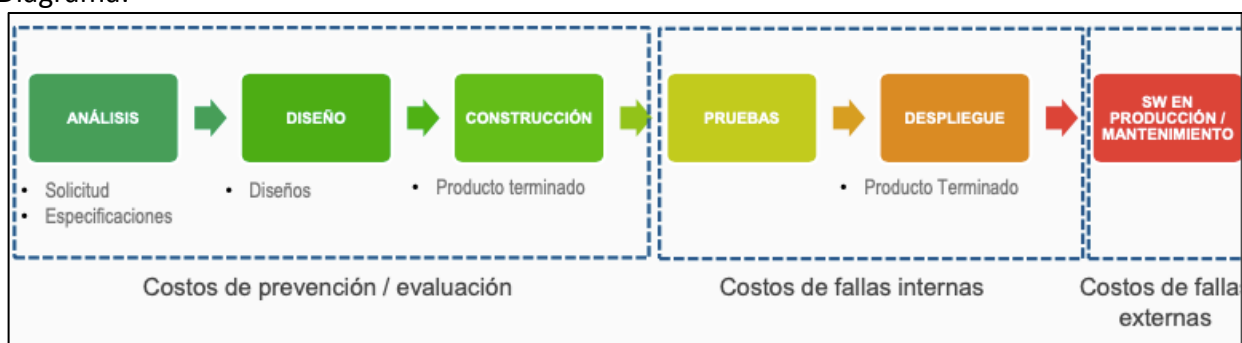 Diagrama:
ANÁLISIS
DISEÑO
CONSTRUCCIÓN
PRUEBAS
DESPLIEGUE
SW EN
PRODUCCIÓN /
MANTENIMIENTO
• Solicitud
• Especificaciones
• Diseños
• Producto terminado
• Producto Terminado
Costos de prevención / evaluación
Costos de fallas internas
Costos de falla
externas